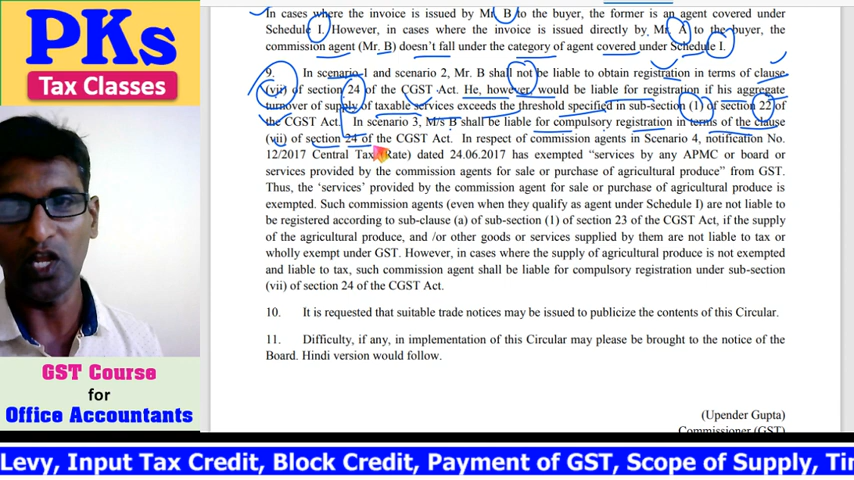 PKs
Tax Classes
GST Course
for
Office Accountants
In cases where the invoice is issued by Mr. B to the buyer, the former is an agent covered under
Schedule I. However, in cases where the invoice is issued directly by Mr. A to the buyer, the
commission agent (Mr. B) doesn't fall under the category of agent covered under Schedule I.
9. In scenario 1 and scenario 2, Mr. B shall not be liable to obtain registration in terms of clause
(vii) of section 24 of the CGST Act. He, however, would be liable for registration if his aggregate
turnover of supply of taxable services exceeds the threshold specified in sub-section (1) of section 22 of
the CGST Act. In scenario 3, M/s B shall be liable for compulsory registration in terms of the clause
(vii) of section 24 of the CGST Act. In respect of commission agents in Scenario 4, notification No.
12/2017 Central Tax (Rate) dated 24.06.2017 has exempted "services by any APMC or board or
services provided by the commission agents for sale or purchase of agricultural produce" from GST.
Thus, the 'services' provided by the commission agent for sale or purchase of agricultural produce is
exempted. Such commission agents (even when they qualify as agent under Schedule I) are not liable to
be registered according to sub-clause (a) of sub-section (1) of section 23 of the CGST Act, if the supply
of the agricultural produce, and /or other goods or services supplied by them are not liable to tax or
wholly exempt under GST. However, in cases where the supply of agricultural produce is not exempted
and liable to tax, such commission agent shall be liable for compulsory registration under sub-section
(vii) of section 24 of the CGST Act.
10. It is requested that suitable trade notices may be issued to publicize the contents of this Circular.
11. Difficulty, if any, in implementation of this Circular may please be brought to the notice of the
Board. Hindi version would follow.
(Upender Gupta)
Commissioner (GST)
Levy, Input Tax Credit, Block Credit, Payment of GST, Scope of Supply, Tin